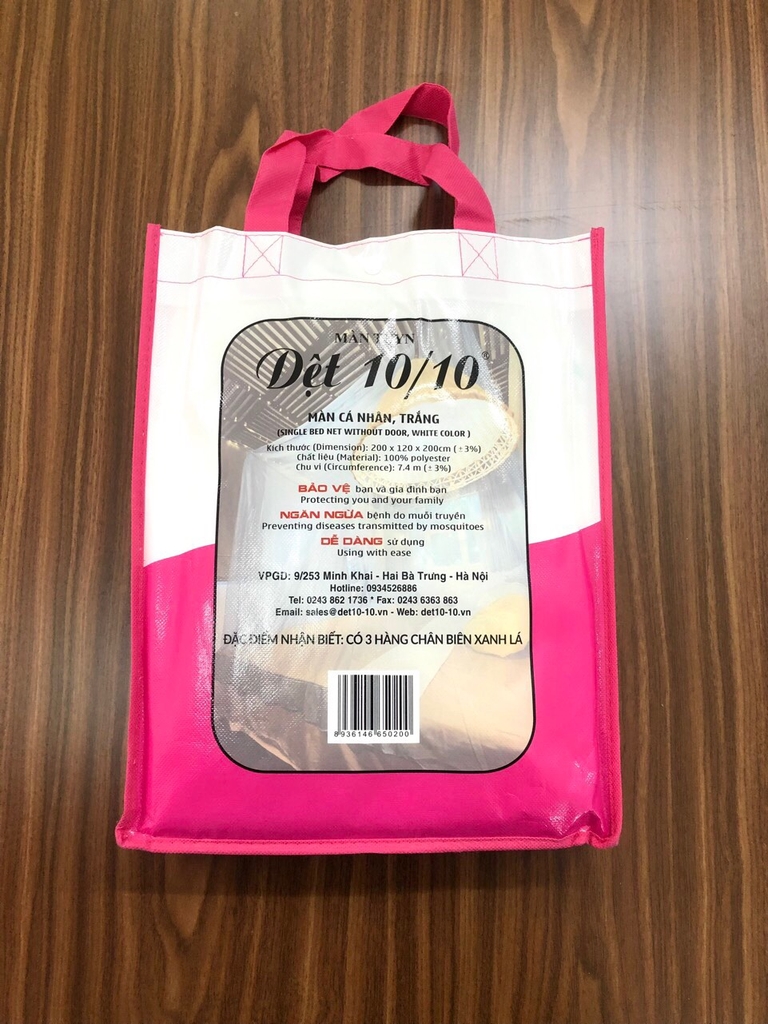 MÀN TUYN
Dệt 10/10®
MÀN CÁ NHÂN, TRẮNG
(SINGLE BED NET WITHOUT DOOR, WHITE COLOR )
Kích thước (Dimension): 200 x 120 x 200cm (±3%)
Chất liệu (Material): 100% polyester
Chu vi (Circumference): 7.4 m (±3%)
BẢO VỆ bạn và gia đình bạn
Protecting you and your family
NGĂN NGỪA bệnh do muỗi truyền
Preventing diseases transmitted by mosquitoes
DỄ DÀNG sử dụng
Using with ease
VPGD: 9/253 Minh Khai - Hai Bà Trưng - Hà Nội
Hotline: 0934526886
Tel: 0243 862 1736 * Fax: 0243 6363 863
Email: sales@det10-10.vn - Web: det10-10.vn
ĐẶC ĐIỂM NHẬN BIẾT: CÓ 3 HÀNG CHÂN BIÊN XANH LÁ
8936146650200